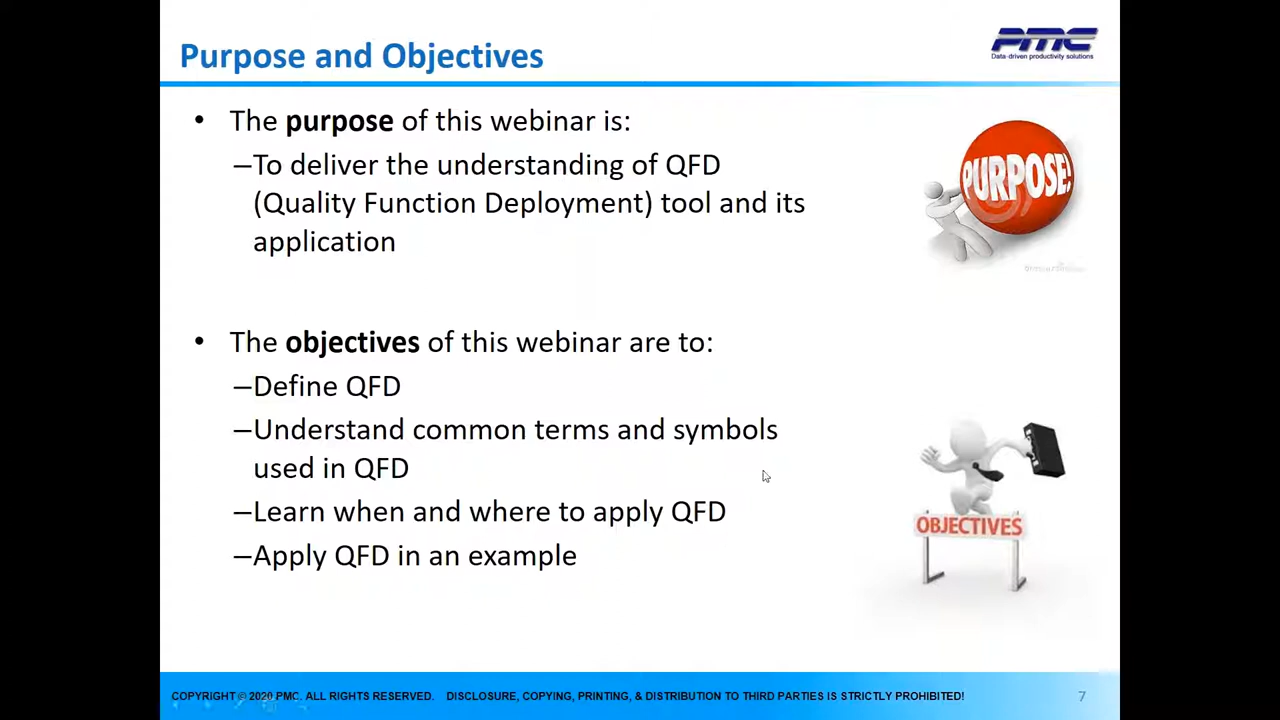 Purpose and Objectives
PMC
Data-driven productivity solutions
• The purpose of this webinar is:
–To deliver the understanding of QFD
(Quality Function Deployment) tool and its
application
PURPOSE!
• The objectives of this webinar are to:
–Define QFD
–Understand common terms and symbols
used in QFD
–Learn when and where to apply QFD
–Apply QFD in an example
OBJECTIVES
COPYRIGHT © 2020 PMC. ALL RIGHTS RESERVED. DISCLOSURE, COPYING, PRINTING, & DISTRIBUTION TO THIRD PARTIES IS STRICTLY PROHIBITED!
7